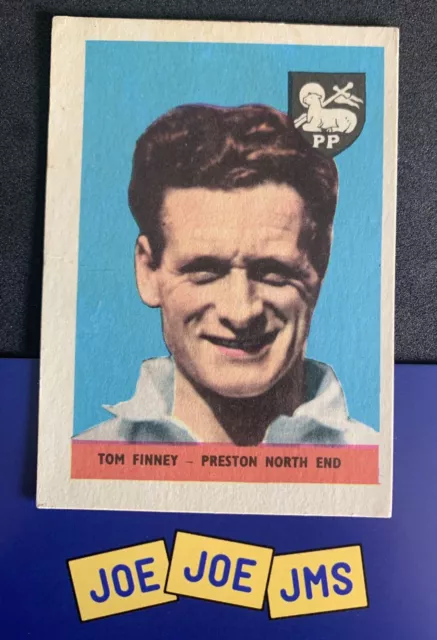 PP
TOM FINNEY – PRESTON NORTH END
JOE JOE JMS